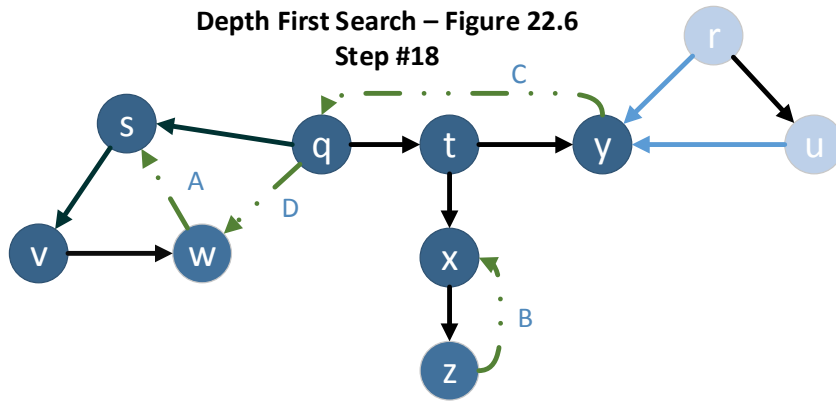 Depth First Search – Figure 22.6
Step #18
r
C
s
q
t
y
u
A
D
v
w
x
B
z